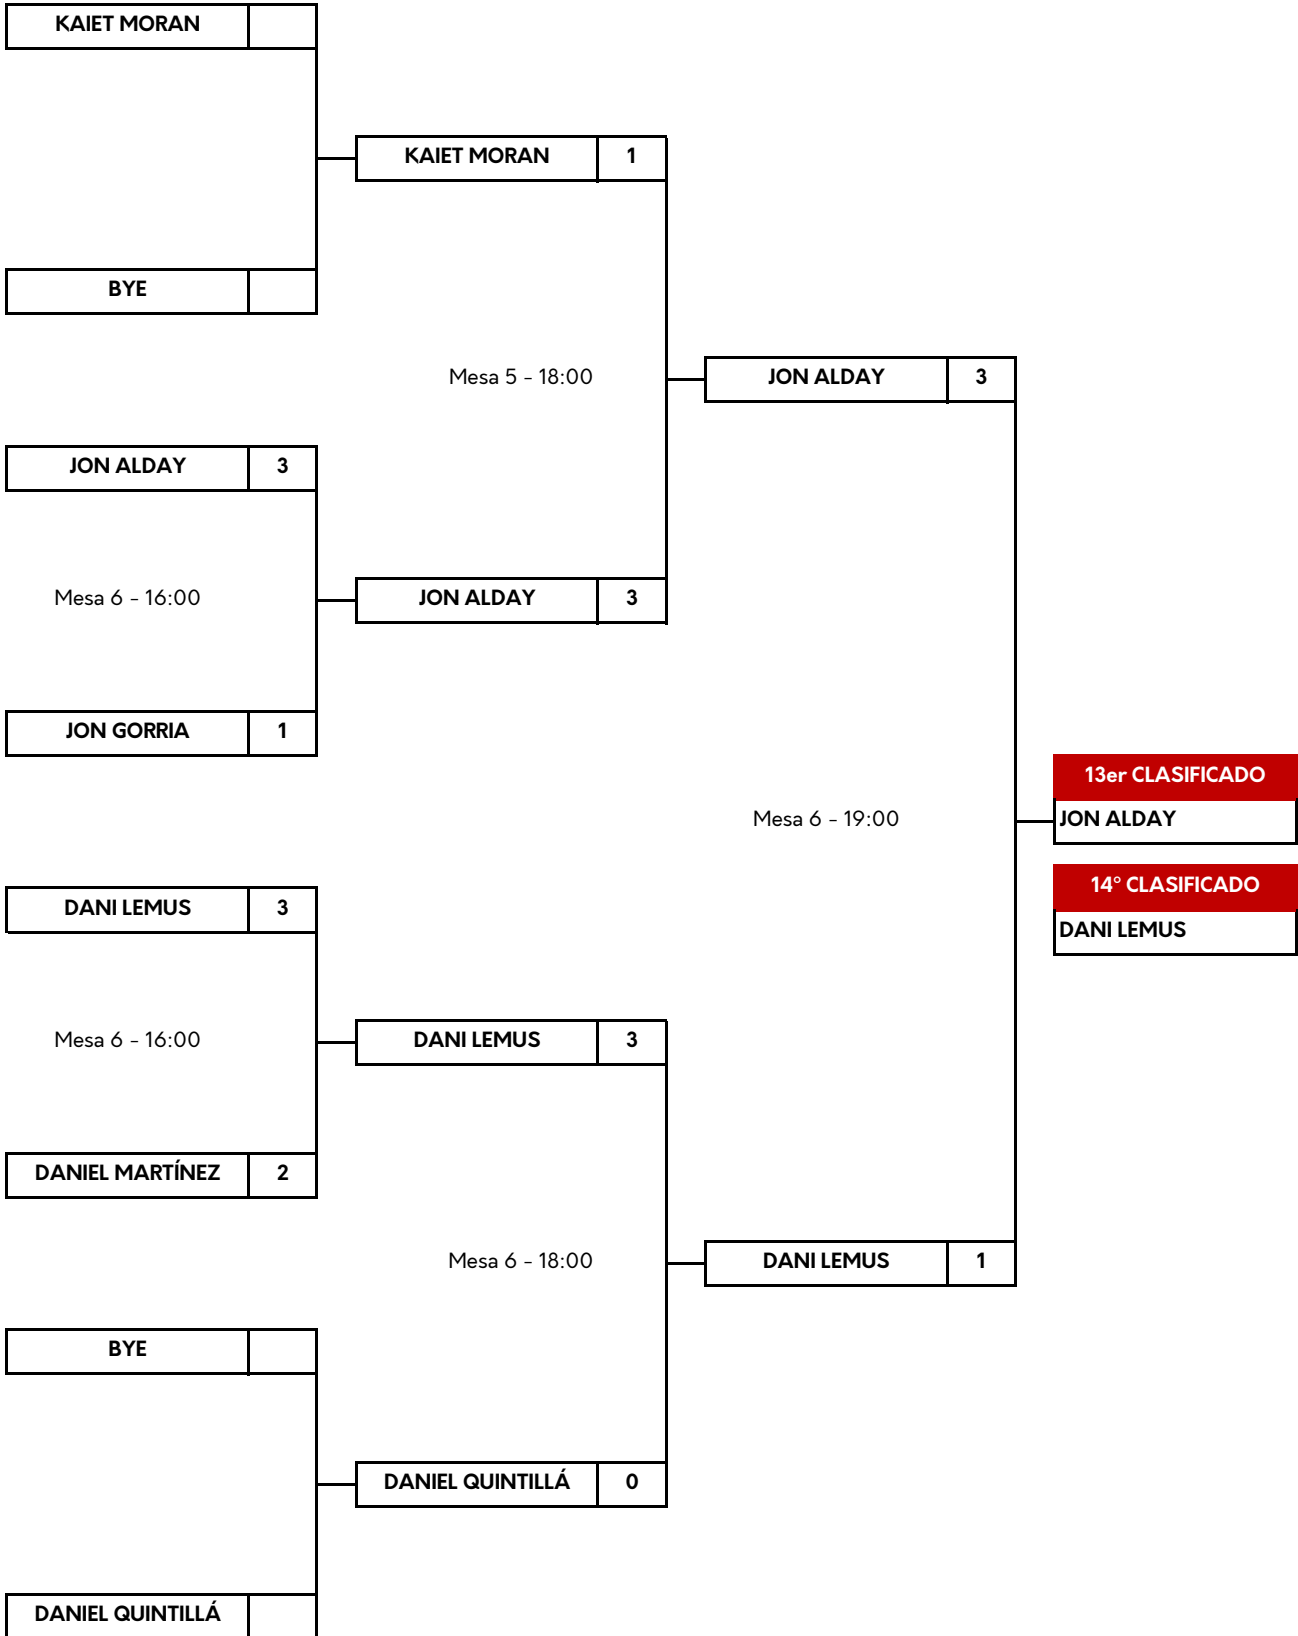 KAIET MORAN
KAIET MORAN 1
BYE
Mesa 5 - 18:00
JON ALDAY 3
JON ALDAY 3
Mesa 6 - 16:00
JON ALDAY 3
JON GORRIA 1
13er CLASIFICADO
Mesa 6 - 19:00
JON ALDAY
14º CLASIFICADO
DANI LEMUS 3
DANI LEMUS
Mesa 6 - 16:00
DANI LEMUS 3
DANIEL MARTÍNEZ 2
Mesa 6 - 18:00
DANI LEMUS 1
BYE
DANIEL QUINTILLÁ 0
DANIEL QUINTILLÁ